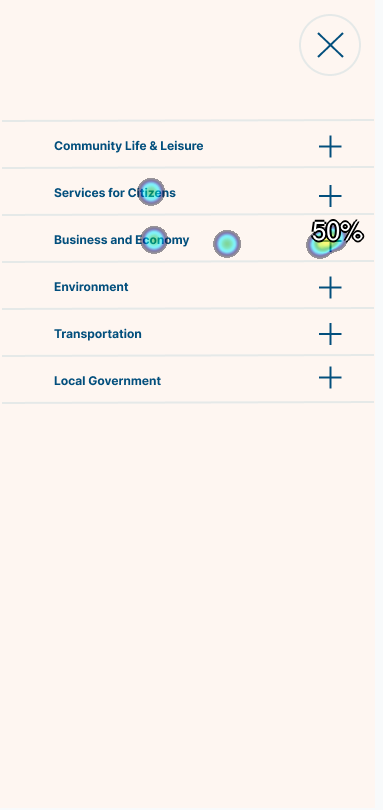 Community Life & Leisure
Services for Citizens
Business and Economy
50%
Environment
Transportation
Local Government